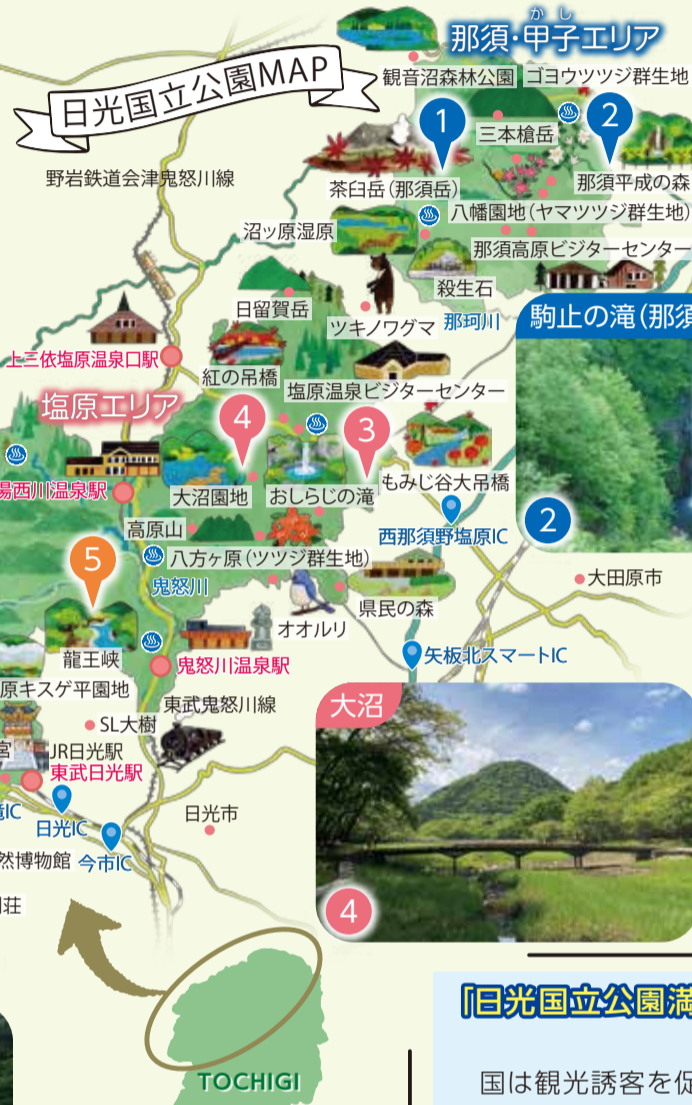 かし
那須・甲子エリア
日光国立公園MAP
観音沼森林公園 ゴヨウツツジ群生地
1
2
三本槍岳
野岩鉄道会津鬼怒川線
茶臼岳(那須岳)
那須平成の森
沼ッ原湿原
八幡園地(ヤマツツジ群生地)
那須高原ビジターセンター
殺生石
日留賀岳
ツキノワグマ
那珂川
駒止の滝(那須
上三依塩原温泉口駅
紅の吊橋
塩原温泉ビジターセンター
塩原エリア
4
3
湯西川温泉駅
大沼園地
おしらじの滝
もみじ谷大吊橋
2
西那須野塩原IC
高原山
5
八方ヶ原(ツツジ群生地)
鬼怒川
大田原市
オオルリ
県民の森
龍王峡
鬼怒川温泉駅
矢板北スマートIC
原キスゲ平園地
大沼
東武鬼怒川線
SL大樹
宮
JR日光駅
東武日光駅
IC
日光IC
日光市
然博物館
今市IC
4
荘
「日光国立公園満
TOCHIGI
国は観光誘客を促